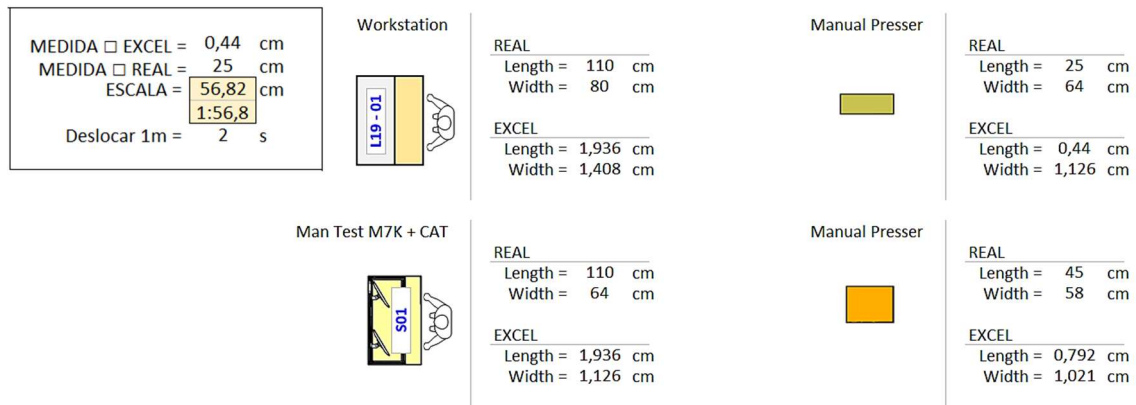 MEDIDA □ EXCEL = 0,44 cm
MEDIDA □ REAL = 25 cm
ESCALA = 56,82 cm
1:56,8
Deslocar 1m = 2 s
Workstation
L19 - 01
REAL
Length = 110 cm
Width = 80 cm
EXCEL
Length = 1,936 cm
Width = 1,408 cm
Manual Presser
REAL
Length = 25 cm
Width = 64 cm
EXCEL
Length = 0,44 cm
Width = 1,126 cm
Man Test M7K + CAT
S01
REAL
Length = 110 cm
Width = 64 cm
EXCEL
Length = 1,936 cm
Width = 1,126 cm
Manual Presser
REAL
Length = 45 cm
Width = 58 cm
EXCEL
Length = 0,792 cm
Width = 1,021 cm